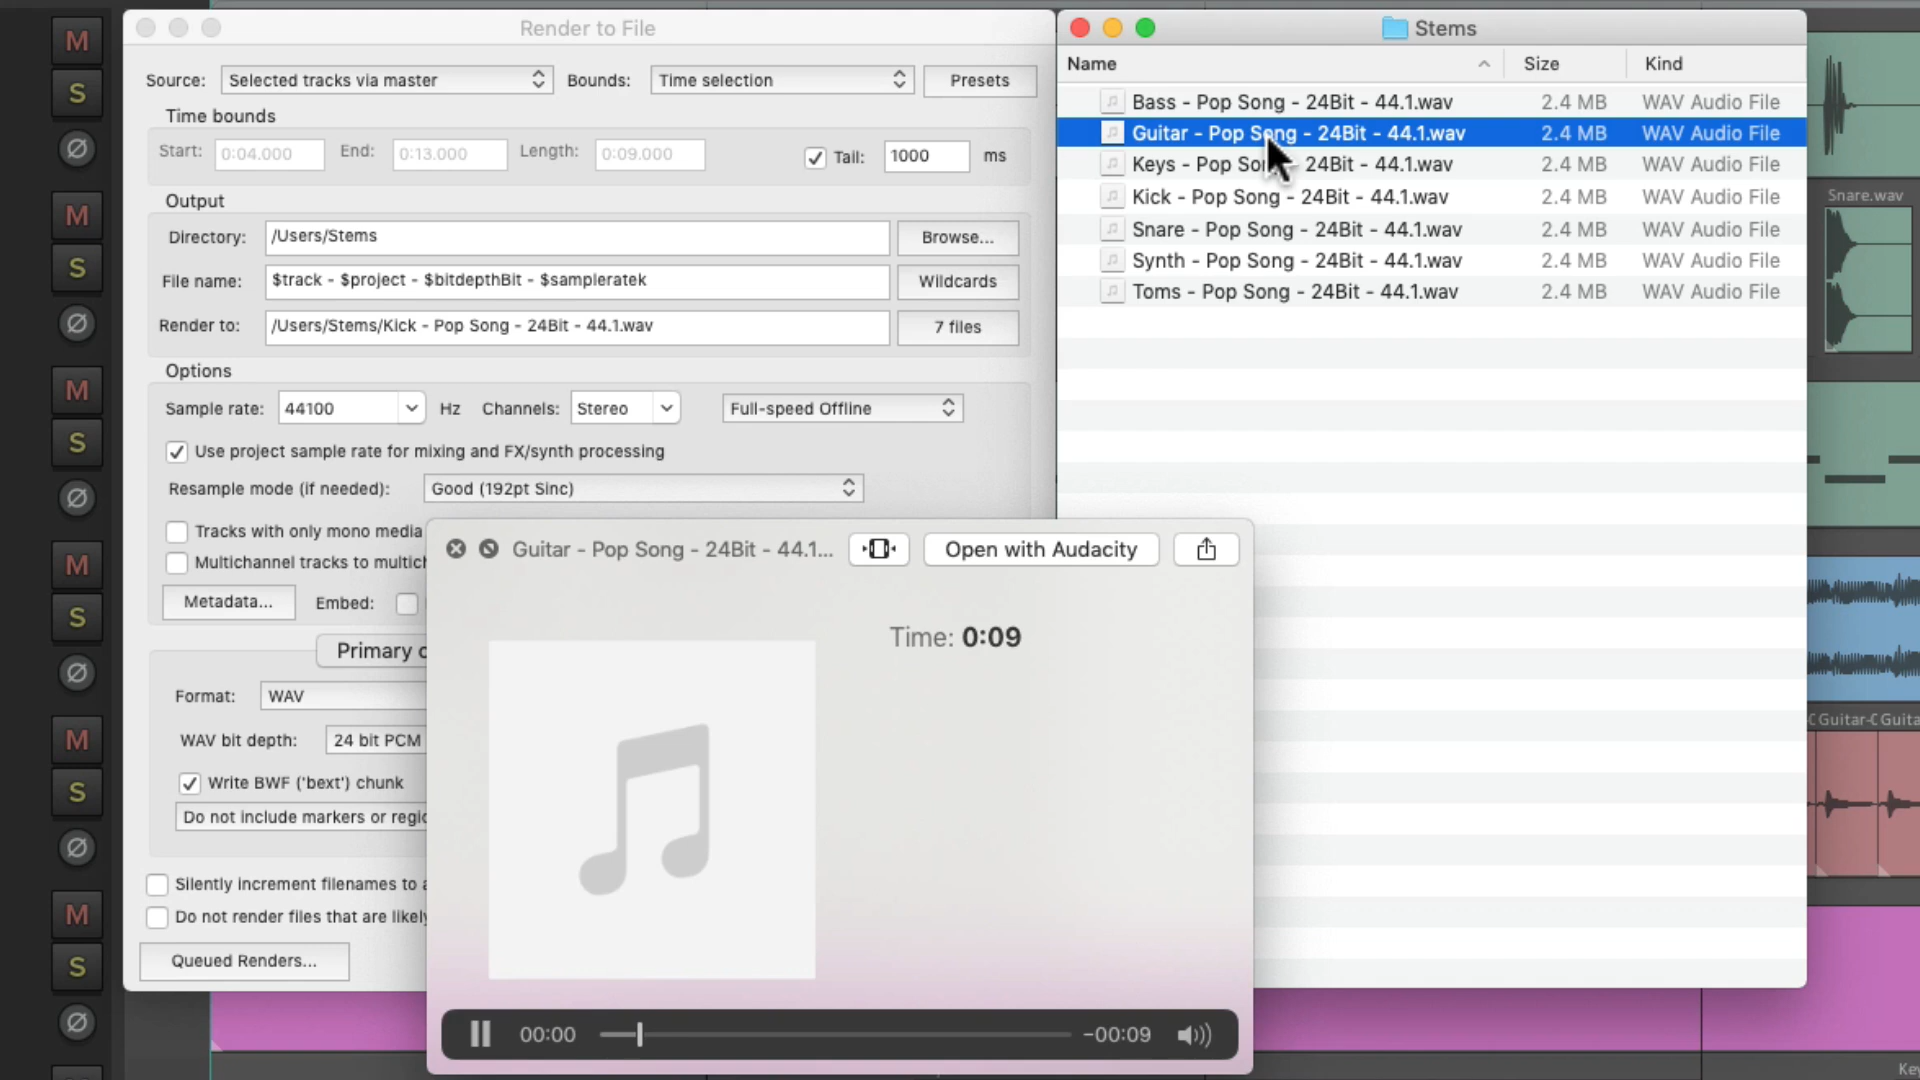 Render to File
Source: Selected tracks via master Bounds: Time selection Presets
Time bounds
Start: 0:04.000 End: 0:13.000 Length: 0:09.000 Tail: 1000 ms
Output
Directory: /Users/Stems Browse...
File name: $track - $project - $bitdepthBit - $sampleratek Wildcards
Render to: /Users/Stems/Kick - Pop Song - 24Bit - 44.1.wav 7 files
Options
Sample rate: 44100 Hz Channels: Stereo Full-speed Offline
Use project sample rate for mixing and FX/synth processing
Resample mode (if needed): Good (192pt Sinc)
Tracks with only mono media
Multichannel tracks to multich
Metadata... Embed:
Primary
Format: WAV
WAV bit depth: 24 bit PCM
Write BWF ('bext') chunk
Do not include markers or regio
Silently increment filenames to
Do not render files that are likely
Queued Renders...
Stems
Name Size Kind
Bass - Pop Song - 24Bit - 44.1.wav 2.4 MB WAV Audio File
Guitar - Pop Song - 24Bit - 44.1.wav 2.4 MB WAV Audio File
Keys - Pop Song - 24Bit - 44.1.wav 2.4 MB WAV Audio File
Kick - Pop Song - 24Bit - 44.1.wav 2.4 MB WAV Audio File
Snare - Pop Song - 24Bit - 44.1.wav 2.4 MB WAV Audio File
Synth - Pop Song - 24Bit - 44.1.wav 2.4 MB WAV Audio File
Toms - Pop Song - 24Bit - 44.1.wav 2.4 MB WAV Audio File
Guitar - Pop Song - 24Bit - 44.1... Open with Audacity
Time: 0:09
00:00 -00:09
M
S
M
S
M
S
M
S
M
S
M
S
Snare.wav
Guitar-C Guita
Key